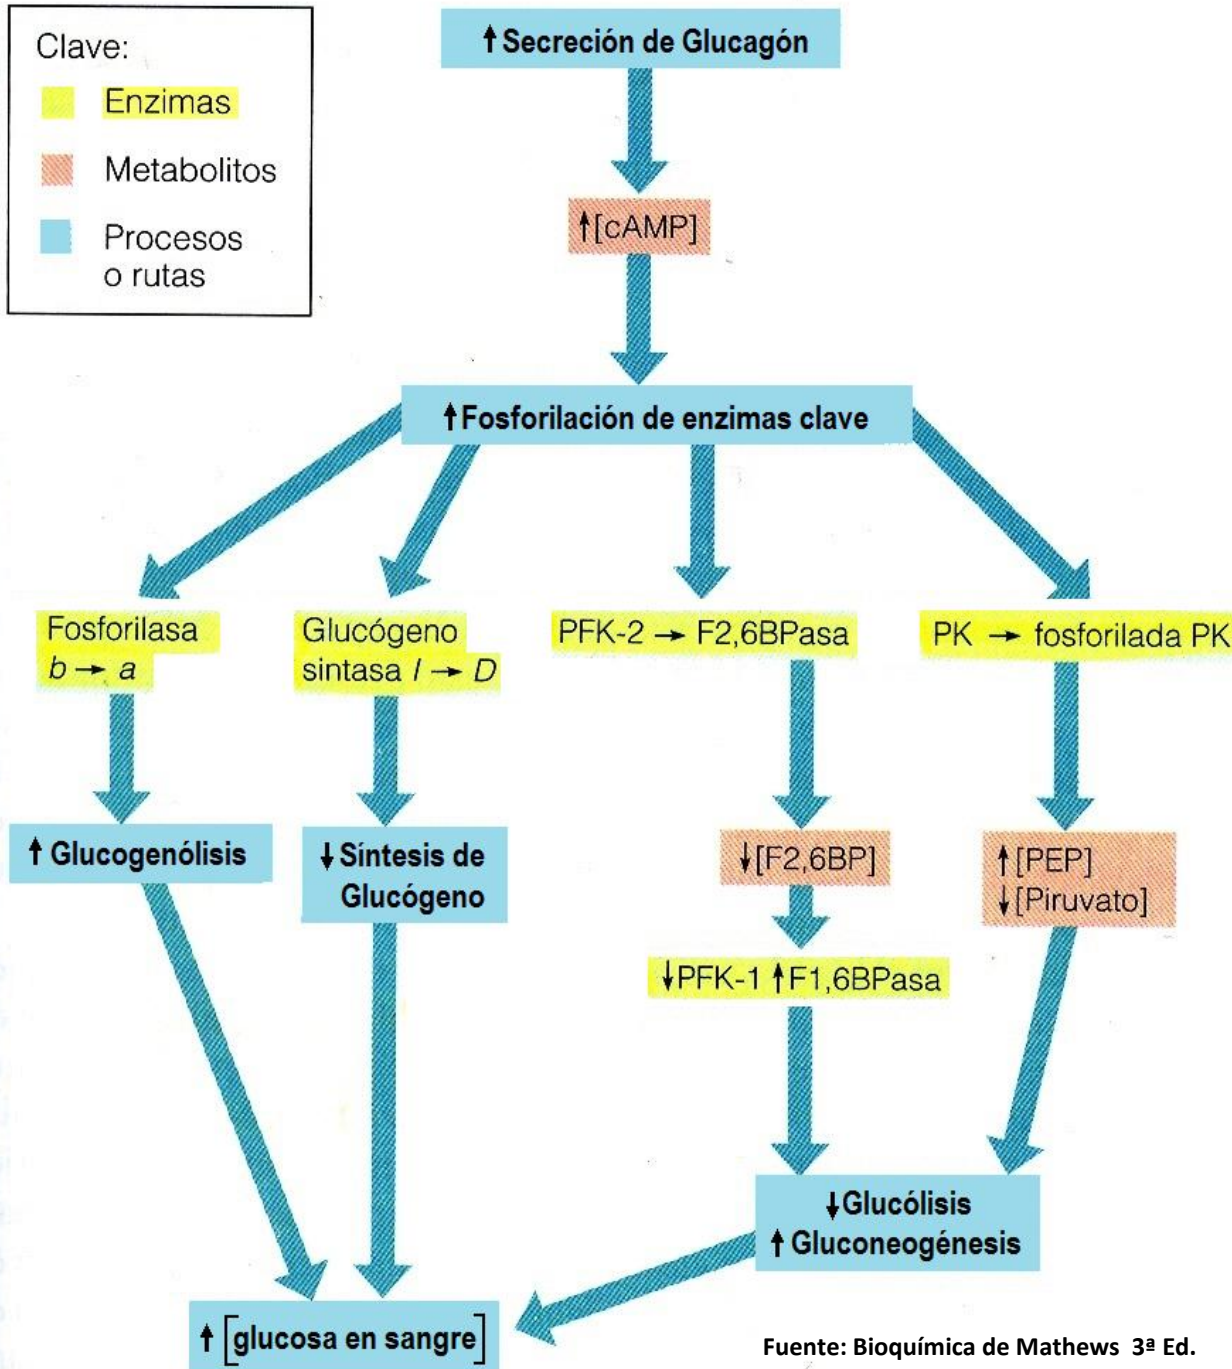 Clave:
Enzimas
Metabolitos
Procesos
o rutas
↑Secreción de Glucagón
↑[cAMP]
↑Fosforilación de enzimas clave
Fosforilasa
b → a
Glucógeno
sintasa I → D
PFK-2 → F2,6BPasa
PK → fosforilada PK
↑ Glucogenólisis
↓ Síntesis de
Glucógeno
↓[F2,6BP]
↑[PEP]
↓[Piruvato]
↓PFK-1 ↑F1,6BPasa
↓Glucólisis
↑ Gluconeogénesis
↑ [glucosa en sangre]
Fuente: Bioquímica de Mathews 3ª Ed.